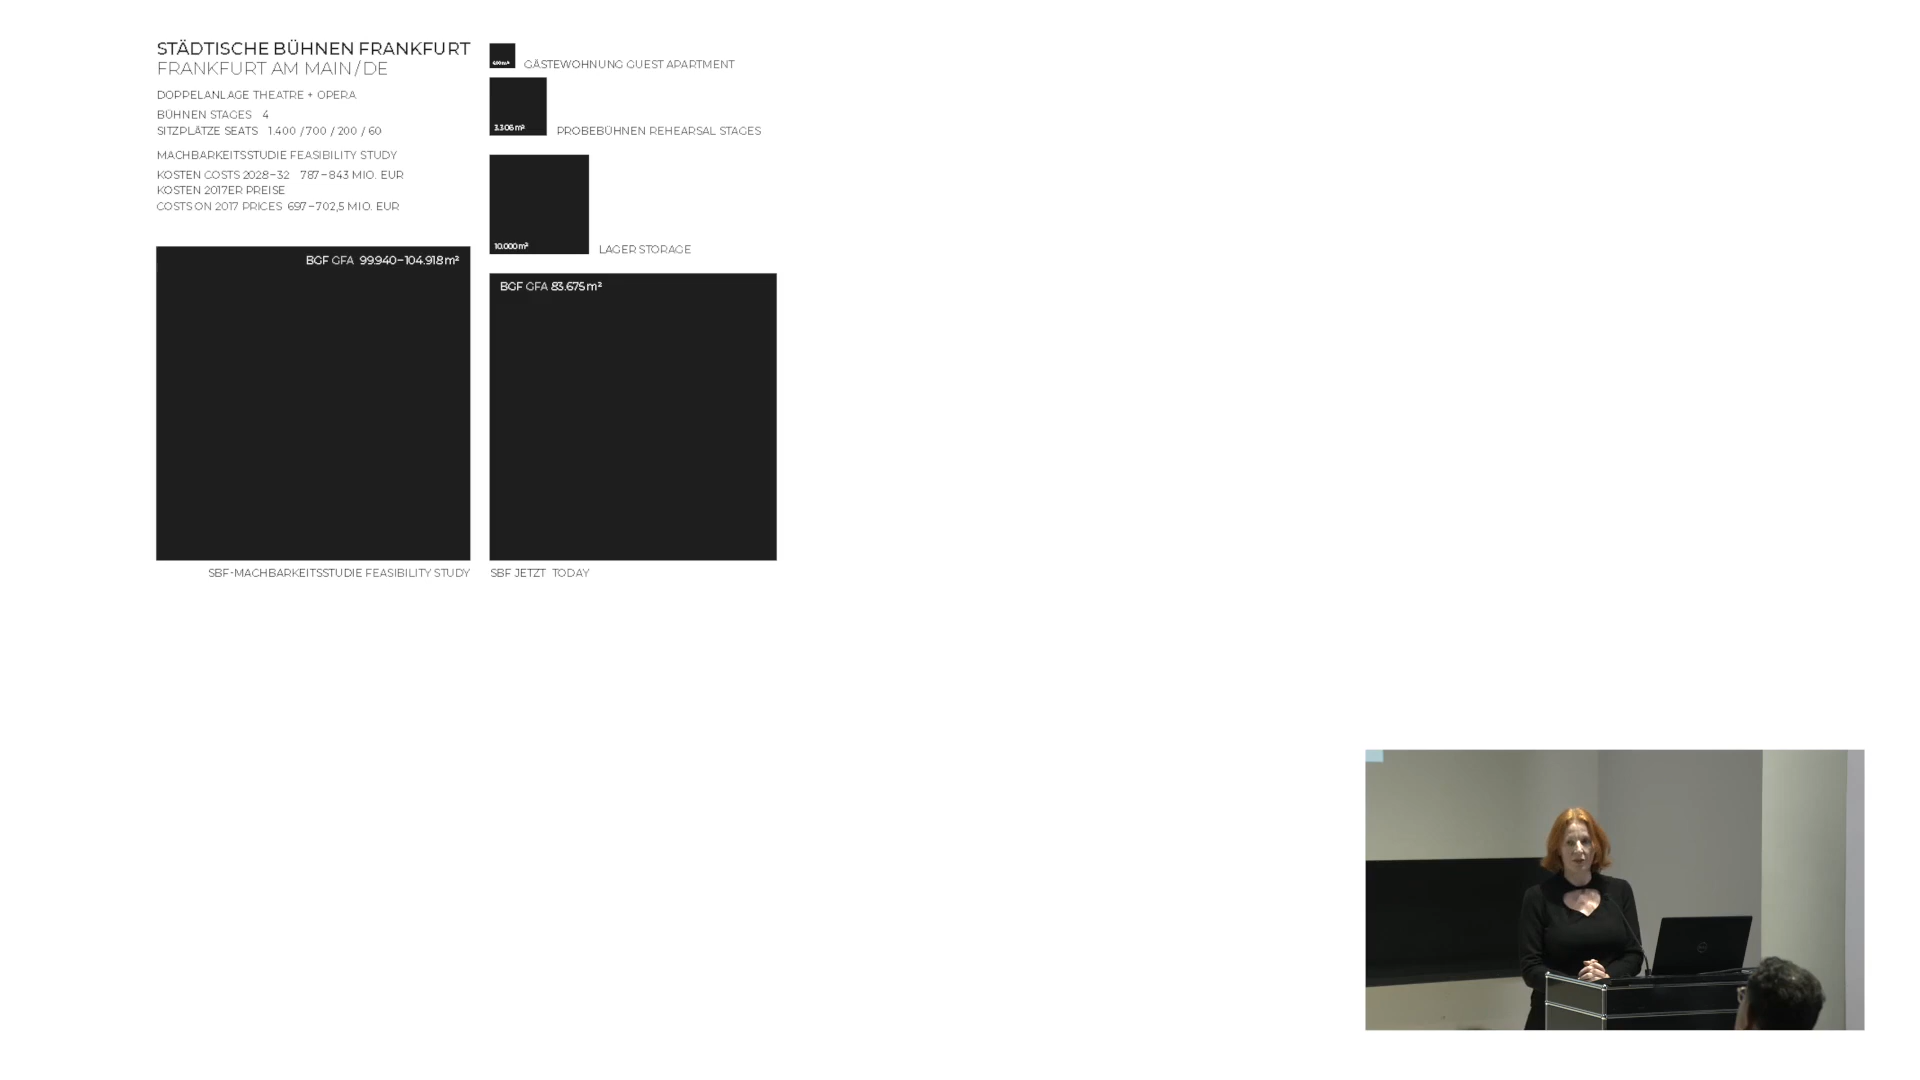 STÄDTISCHE BÜHNEN FRANKFURT
FRANKFURT AM MAIN / DE
DOPPELANLAGE THEATRE + OPERA
BÜHNEN STAGES 4
SITZPLÄTZE SEATS 1.400 / 700 / 200 / 60
MACHBARKEITSSTUDIE FEASIBILITY STUDY
KOSTEN COSTS 2028–32 787–843 MIO. EUR
KOSTEN 2017ER PREISE
COSTS ON 2017 PRICES 697–702,5 MIO. EUR
BGF GFA 99.940–104.918 m²
SBF-MACHBARKEITSSTUDIE FEASIBILITY STUDY
GÄSTEWOHNUNG GUEST APARTMENT
3.306 m²
PROBEBÜHNEN REHEARSAL STAGES
10.000 m²
LAGER STORAGE
BGF GFA 83.675 m²
SBF JETZT TODAY